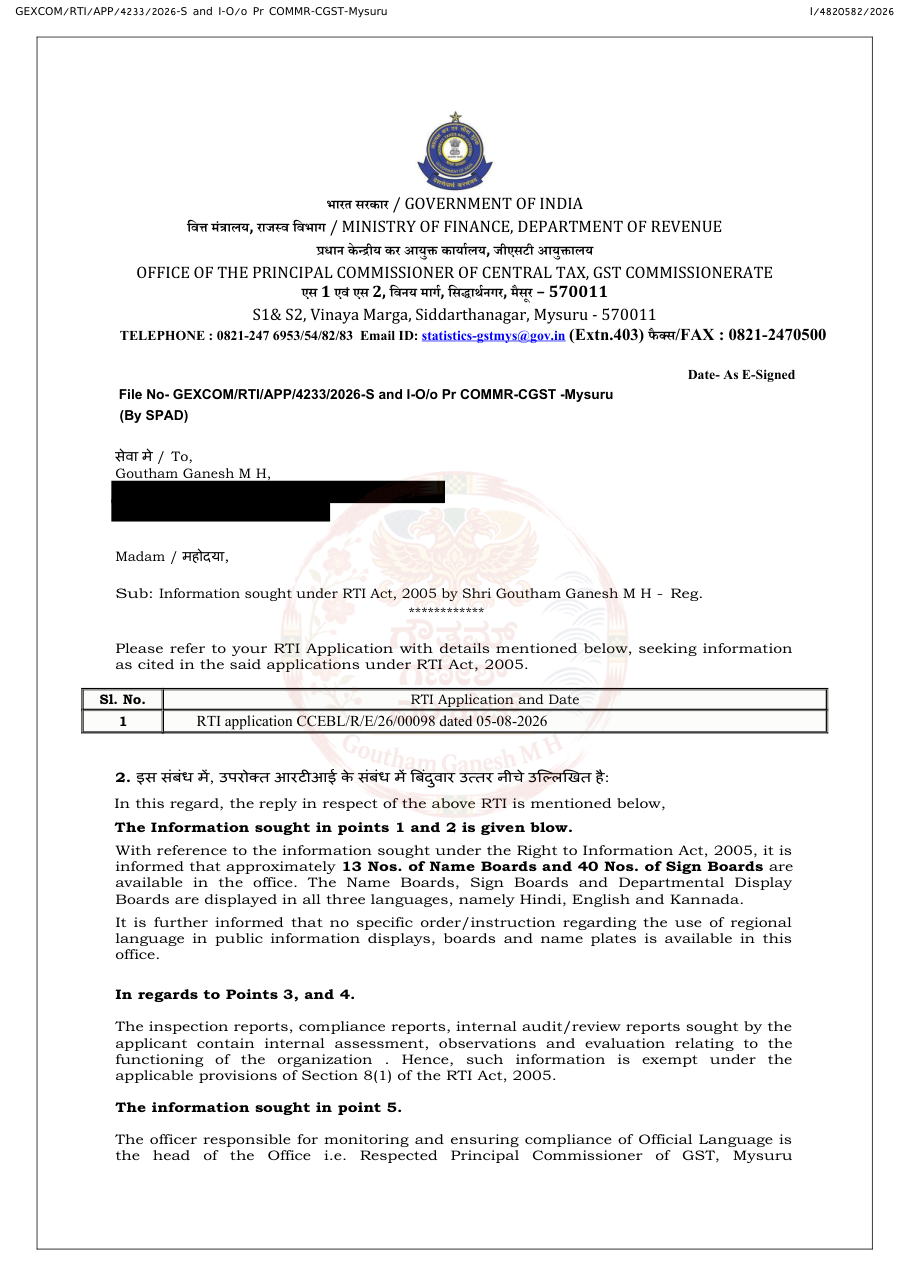 GEXCOM/RTI/APP/4233/2026-S and I-O/o Pr COMMR-CGST-Mysuru
I/4820582/2026
भारत सरकार / GOVERNMENT OF INDIA
वित्त मंत्रालय, राजस्व विभाग / MINISTRY OF FINANCE, DEPARTMENT OF REVENUE
प्रधान केन्द्रीय कर आयुक्त कार्यालय, जीएसटी आयुक्तालय
OFFICE OF THE PRINCIPAL COMMISSIONER OF CENTRAL TAX, GST COMMISSIONERATE
एस 1 एवं एस 2, विनय मार्ग, सिद्धार्थनगर, मैसूर – 570011
S1& S2, Vinaya Marga, Siddarthanagar, Mysuru - 570011
TELEPHONE : 0821-247 6953/54/82/83 Email ID: statistics-gstmys@gov.in (Extn.403) फैक्स/FAX : 0821-2470500
Date- As E-Signed
File No- GEXCOM/RTI/APP/4233/2026-S and I-O/o Pr COMMR-CGST -Mysuru
(By SPAD)
सेवा मे / To,
Goutham Ganesh M H,
Madam / महोदया,
Sub: Information sought under RTI Act, 2005 by Shri Goutham Ganesh M H - Reg.
************
Please refer to your RTI Application with details mentioned below, seeking information
as cited in the said applications under RTI Act, 2005.
Sl. No. RTI Application and Date
1 RTI application CCEBL/R/E/26/00098 dated 05-08-2026
ಗೌತಮ್
ಗಣೇಶ್
Goutham Ganesh M H
2. इस संबंध में, उपरोक्त आरटीआई के संबंध में बिंदुवार उत्तर नीचे उल्लिखित है:
In this regard, the reply in respect of the above RTI is mentioned below,
The Information sought in points 1 and 2 is given blow.
With reference to the information sought under the Right to Information Act, 2005, it is
informed that approximately 13 Nos. of Name Boards and 40 Nos. of Sign Boards are
available in the office. The Name Boards, Sign Boards and Departmental Display
Boards are displayed in all three languages, namely Hindi, English and Kannada.
It is further informed that no specific order/instruction regarding the use of regional
language in public information displays, boards and name plates is available in this
office.
In regards to Points 3, and 4.
The inspection reports, compliance reports, internal audit/review reports sought by the
applicant contain internal assessment, observations and evaluation relating to the
functioning of the organization . Hence, such information is exempt under the
applicable provisions of Section 8(1) of the RTI Act, 2005.
The information sought in point 5.
The officer responsible for monitoring and ensuring compliance of Official Language is
the head of the Office i.e. Respected Principal Commissioner of GST, Mysuru